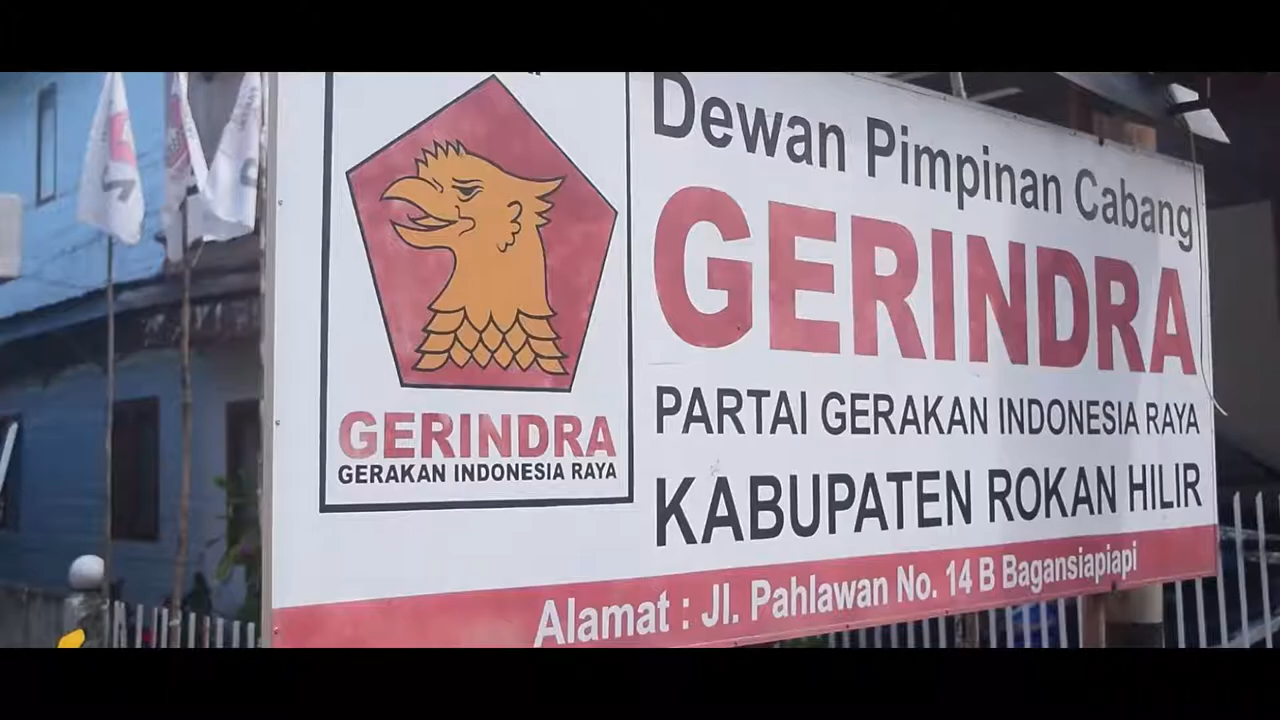 GERINDRA
GERAKAN INDONESIA RAYA
Dewan Pimpinan Cabang
GERINDRA
PARTAI GERAKAN INDONESIA RAYA
KABUPATEN ROKAN HILIR
Alamat : Jl. Pahlawan No. 14 B Bagansiapiapi